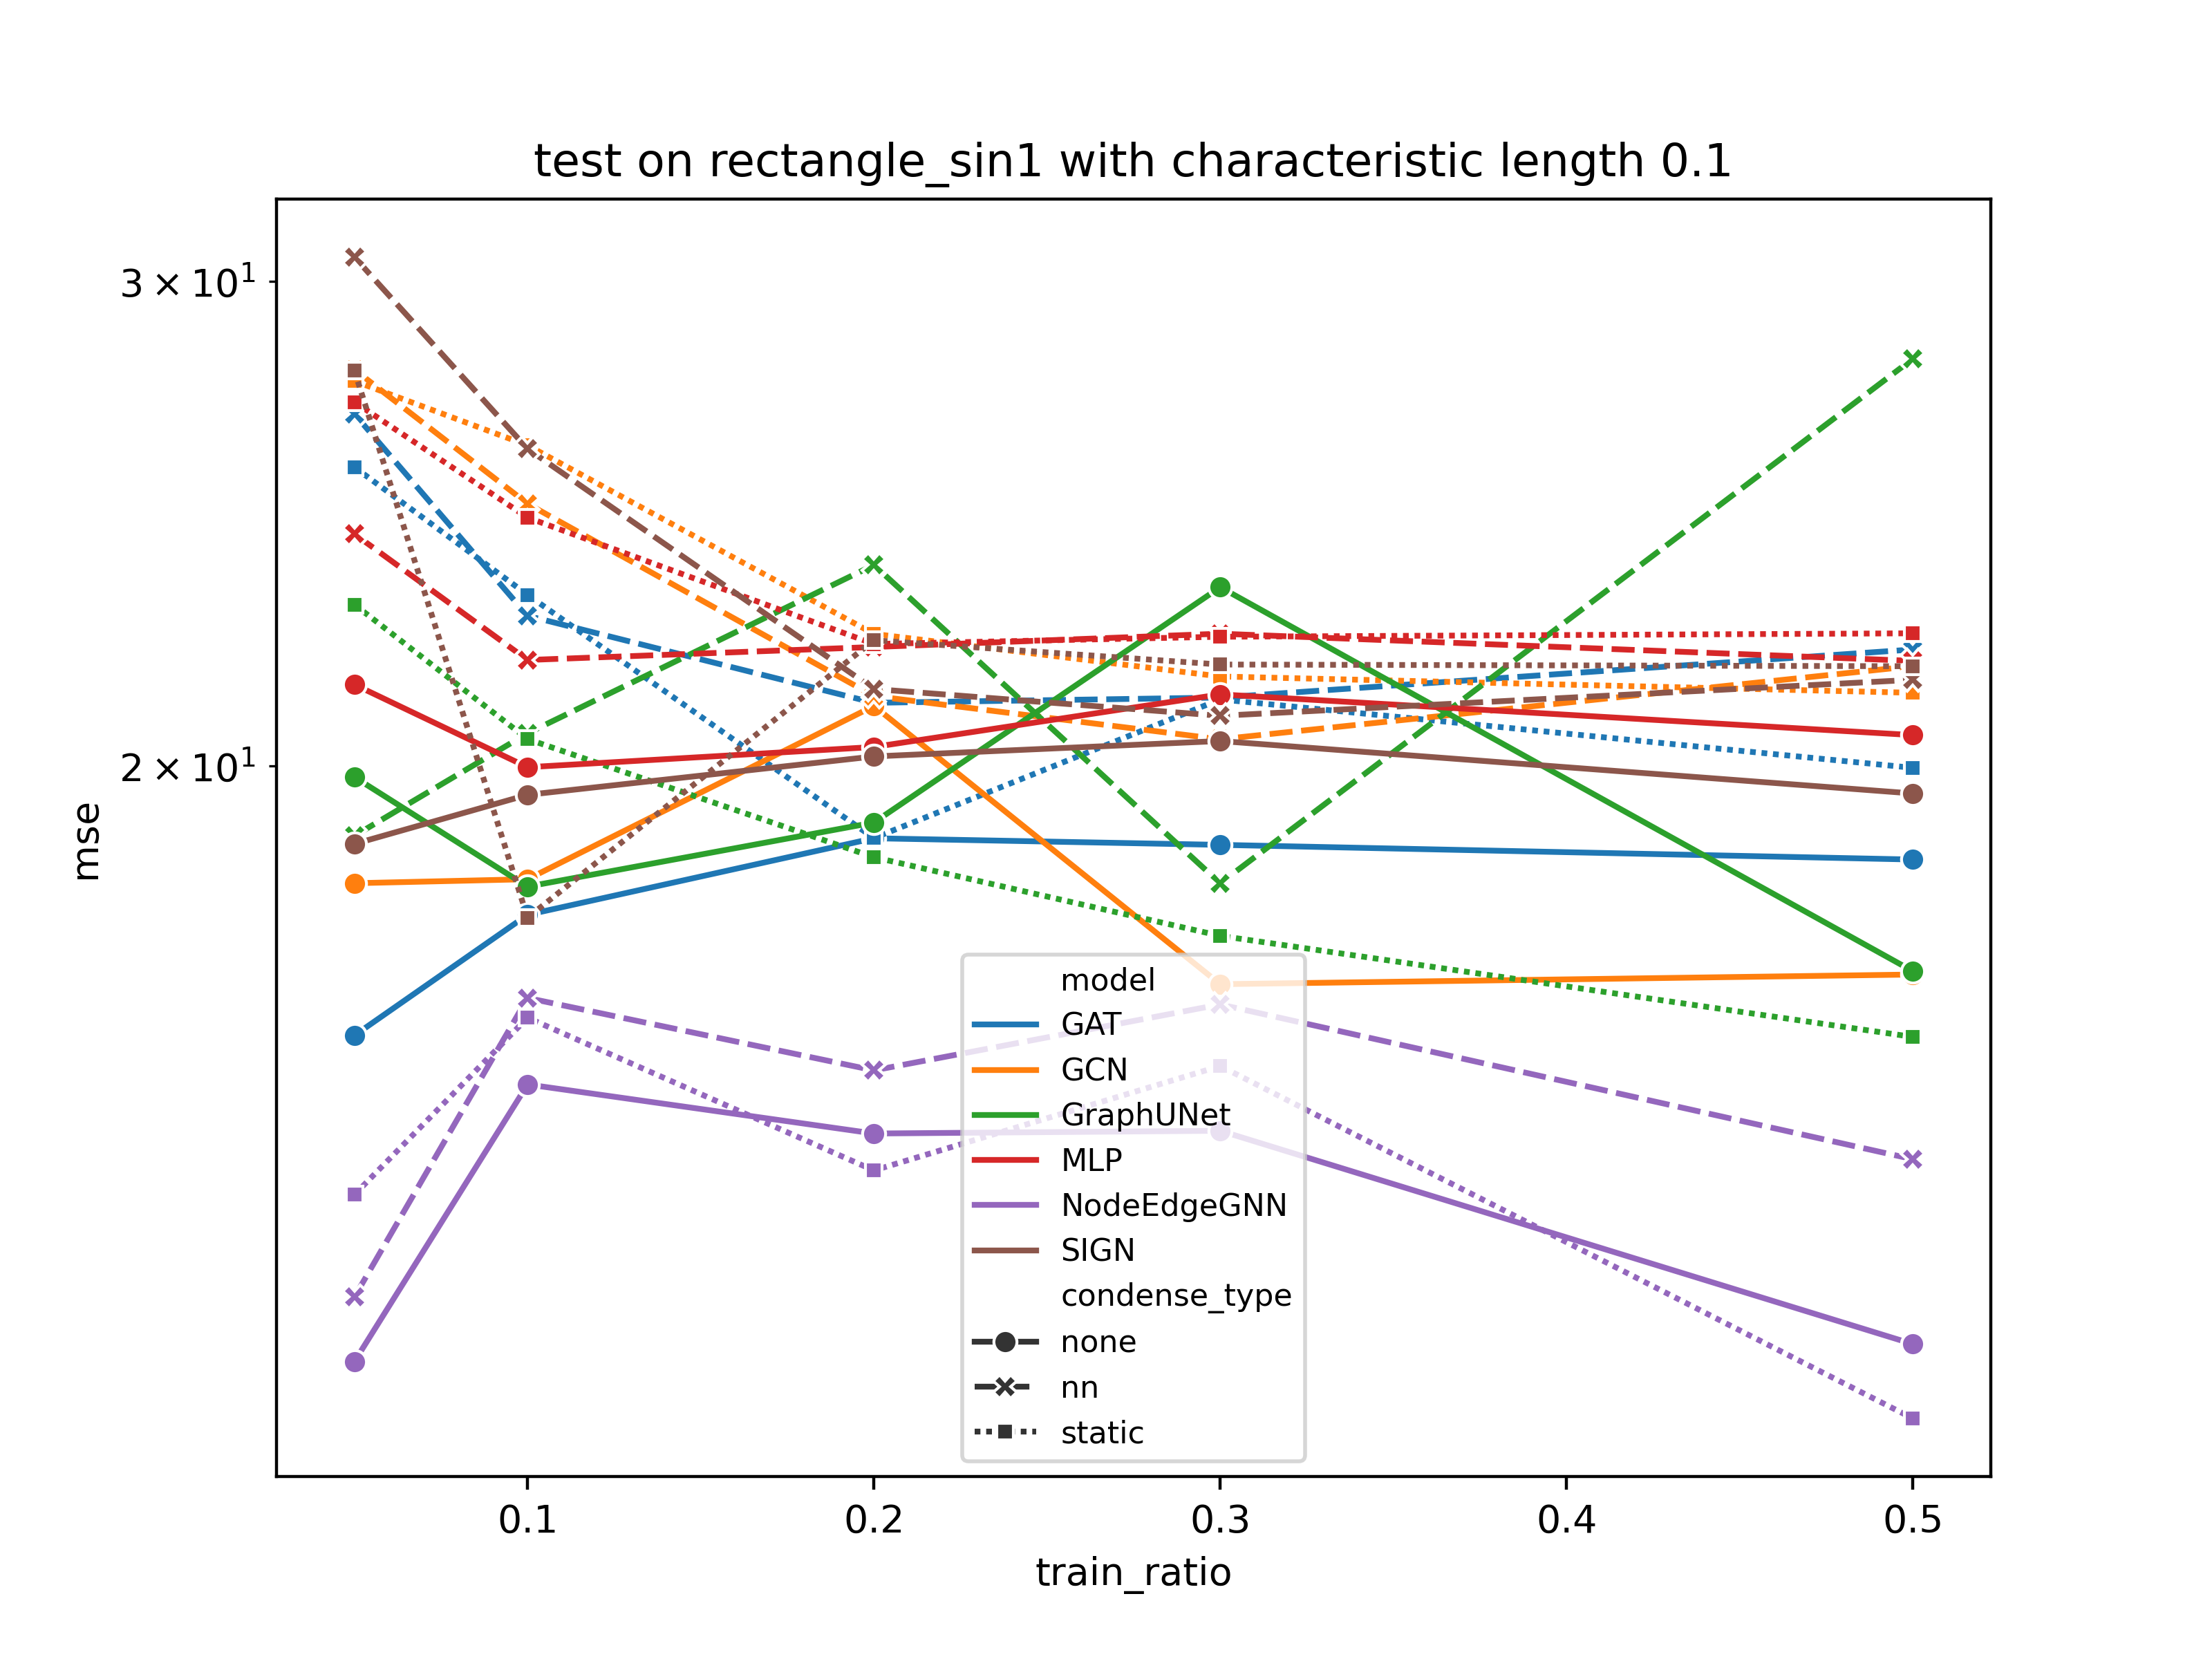 test on rectangle_sin1 with characteristic length 0.1
3 × 10¹
2 × 10¹
mse
model
GAT
GCN
GraphUNet
MLP
NodeEdgeGNN
SIGN
condense_type
none
nn
static
0.1 0.2 0.3 0.4 0.5
train_ratio